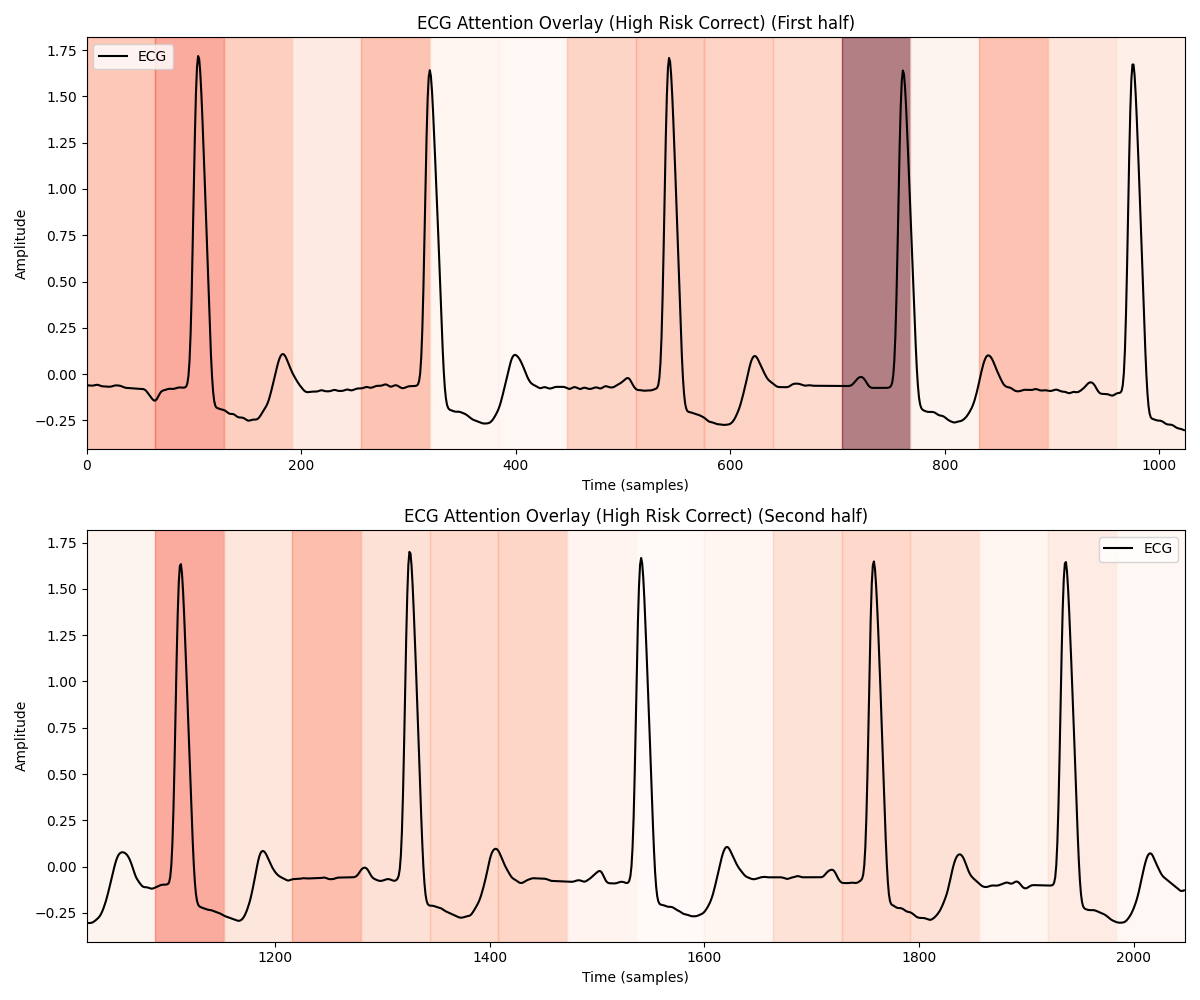 ECG Attention Overlay (High Risk Correct) (First half)
ECG
1.75
1.50
1.25
1.00
0.75
0.50
0.25
0.00
−0.25
Amplitude
0 200 400 600 800 1000
Time (samples)
ECG Attention Overlay (High Risk Correct) (Second half)
ECG
1.75
1.50
1.25
1.00
0.75
0.50
0.25
0.00
−0.25
Amplitude
1200 1400 1600 1800 2000
Time (samples)